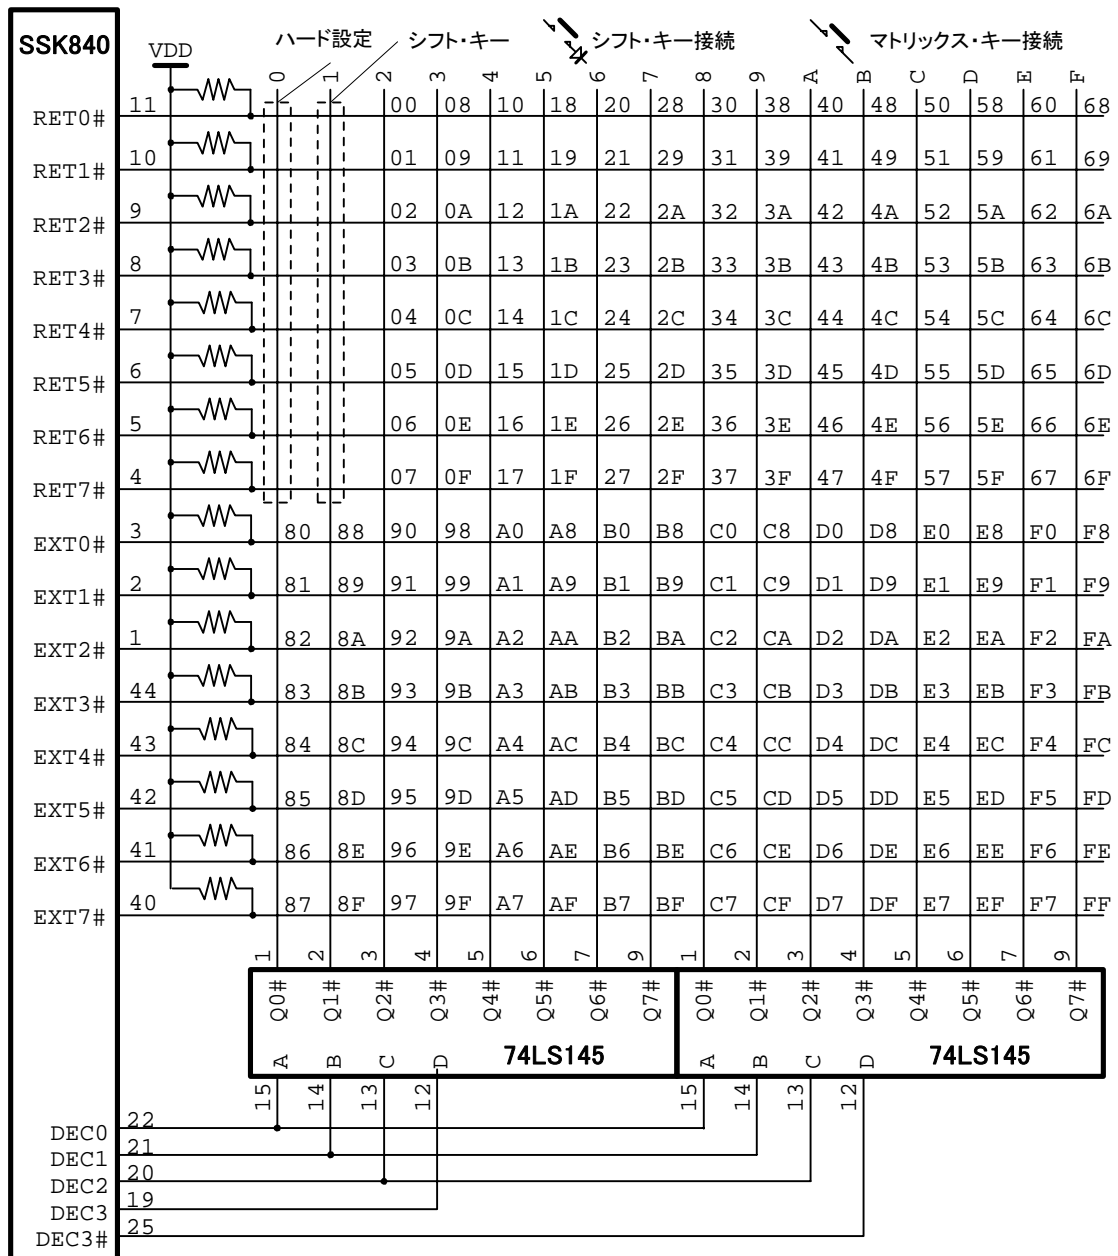 SSK840
VDD
ハード設定 シフト・キー シフト・キー接続 マトリックス・キー接続
0 1 2 3 4 5 6 7 8 9 A B C D E F
RET0# 11 00 08 10 18 20 28 30 38 40 48 50 58 60 68
RET1# 10 01 09 11 19 21 29 31 39 41 49 51 59 61 69
RET2# 9 02 0A 12 1A 22 2A 32 3A 42 4A 52 5A 62 6A
RET3# 8 03 0B 13 1B 23 2B 33 3B 43 4B 53 5B 63 6B
RET4# 7 04 0C 14 1C 24 2C 34 3C 44 4C 54 5C 64 6C
RET5# 6 05 0D 15 1D 25 2D 35 3D 45 4D 55 5D 65 6D
RET6# 5 06 0E 16 1E 26 2E 36 3E 46 4E 56 5E 66 6E
RET7# 4 07 0F 17 1F 27 2F 37 3F 47 4F 57 5F 67 6F
EXT0# 3 80 88 90 98 A0 A8 B0 B8 C0 C8 D0 D8 E0 E8 F0 F8
EXT1# 2 81 89 91 99 A1 A9 B1 B9 C1 C9 D1 D9 E1 E9 F1 F9
EXT2# 1 82 8A 92 9A A2 AA B2 BA C2 CA D2 DA E2 EA F2 FA
EXT3# 44 83 8B 93 9B A3 AB B3 BB C3 CB D3 DB E3 EB F3 FB
EXT4# 43 84 8C 94 9C A4 AC B4 BC C4 CC D4 DC E4 EC F4 FC
EXT5# 42 85 8D 95 9D A5 AD B5 BD C5 CD D5 DD E5 ED F5 FD
EXT6# 41 86 8E 96 9E A6 AE B6 BE C6 CE D6 DE E6 EE F6 FE
EXT7# 40 87 8F 97 9F A7 AF B7 BF C7 CF D7 DF E7 EF F7 FF
1 2 3 4 5 6 7 9 1 2 3 4 5 6 7 9
Q0# Q1# Q2# Q3# Q4# Q5# Q6# Q7# Q0# Q1# Q2# Q3# Q4# Q5# Q6# Q7#
A B C D 74LS145 A B C D 74LS145
15 14 13 12 15 14 13 12
DEC0 22
DEC1 21
DEC2 20
DEC3 19
DEC3# 25